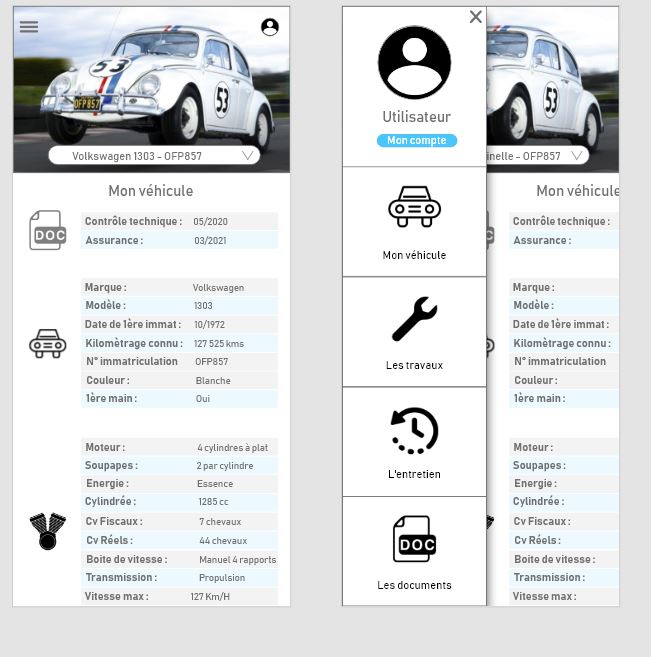 53
OFP857
53
Volkswagen 1303 - OFP857
Mon véhicule
DOC
Contrôle technique : 05/2020
Assurance : 03/2021
Marque : Volkswagen
Modèle : 1303
Date de 1ère immat : 10/1972
Kilomètrage connu : 127 525 kms
N° immatriculation OFP857
Couleur : Blanche
1ère main : Oui
Moteur : 4 cylindres à plat
Soupapes : 2 par cylindre
Energie : Essence
Cylindrée : 1285 cc
Cv Fiscaux : 7 chevaux
Cv Réels : 44 chevaux
Boite de vitesse : Manuel 4 rapports
Transmission : Propulsion
Vitesse max : 127 Km/H
Utilisateur
Mon compte
Mon véhicule
Les travaux
L'entretien
DOC
Les documents
53
inelle - OFP857
Mon véhicule
Contrôle technique :
Assurance :
Marque :
Modèle :
Date de 1ère immat :
Kilomètrage connu :
N° immatriculation
Couleur :
1ère main :
Moteur :
Soupapes :
Energie :
Cylindrée :
Cv Fiscaux :
Cv Réels :
Boite de vitesse :
Transmission :
Vitesse max :